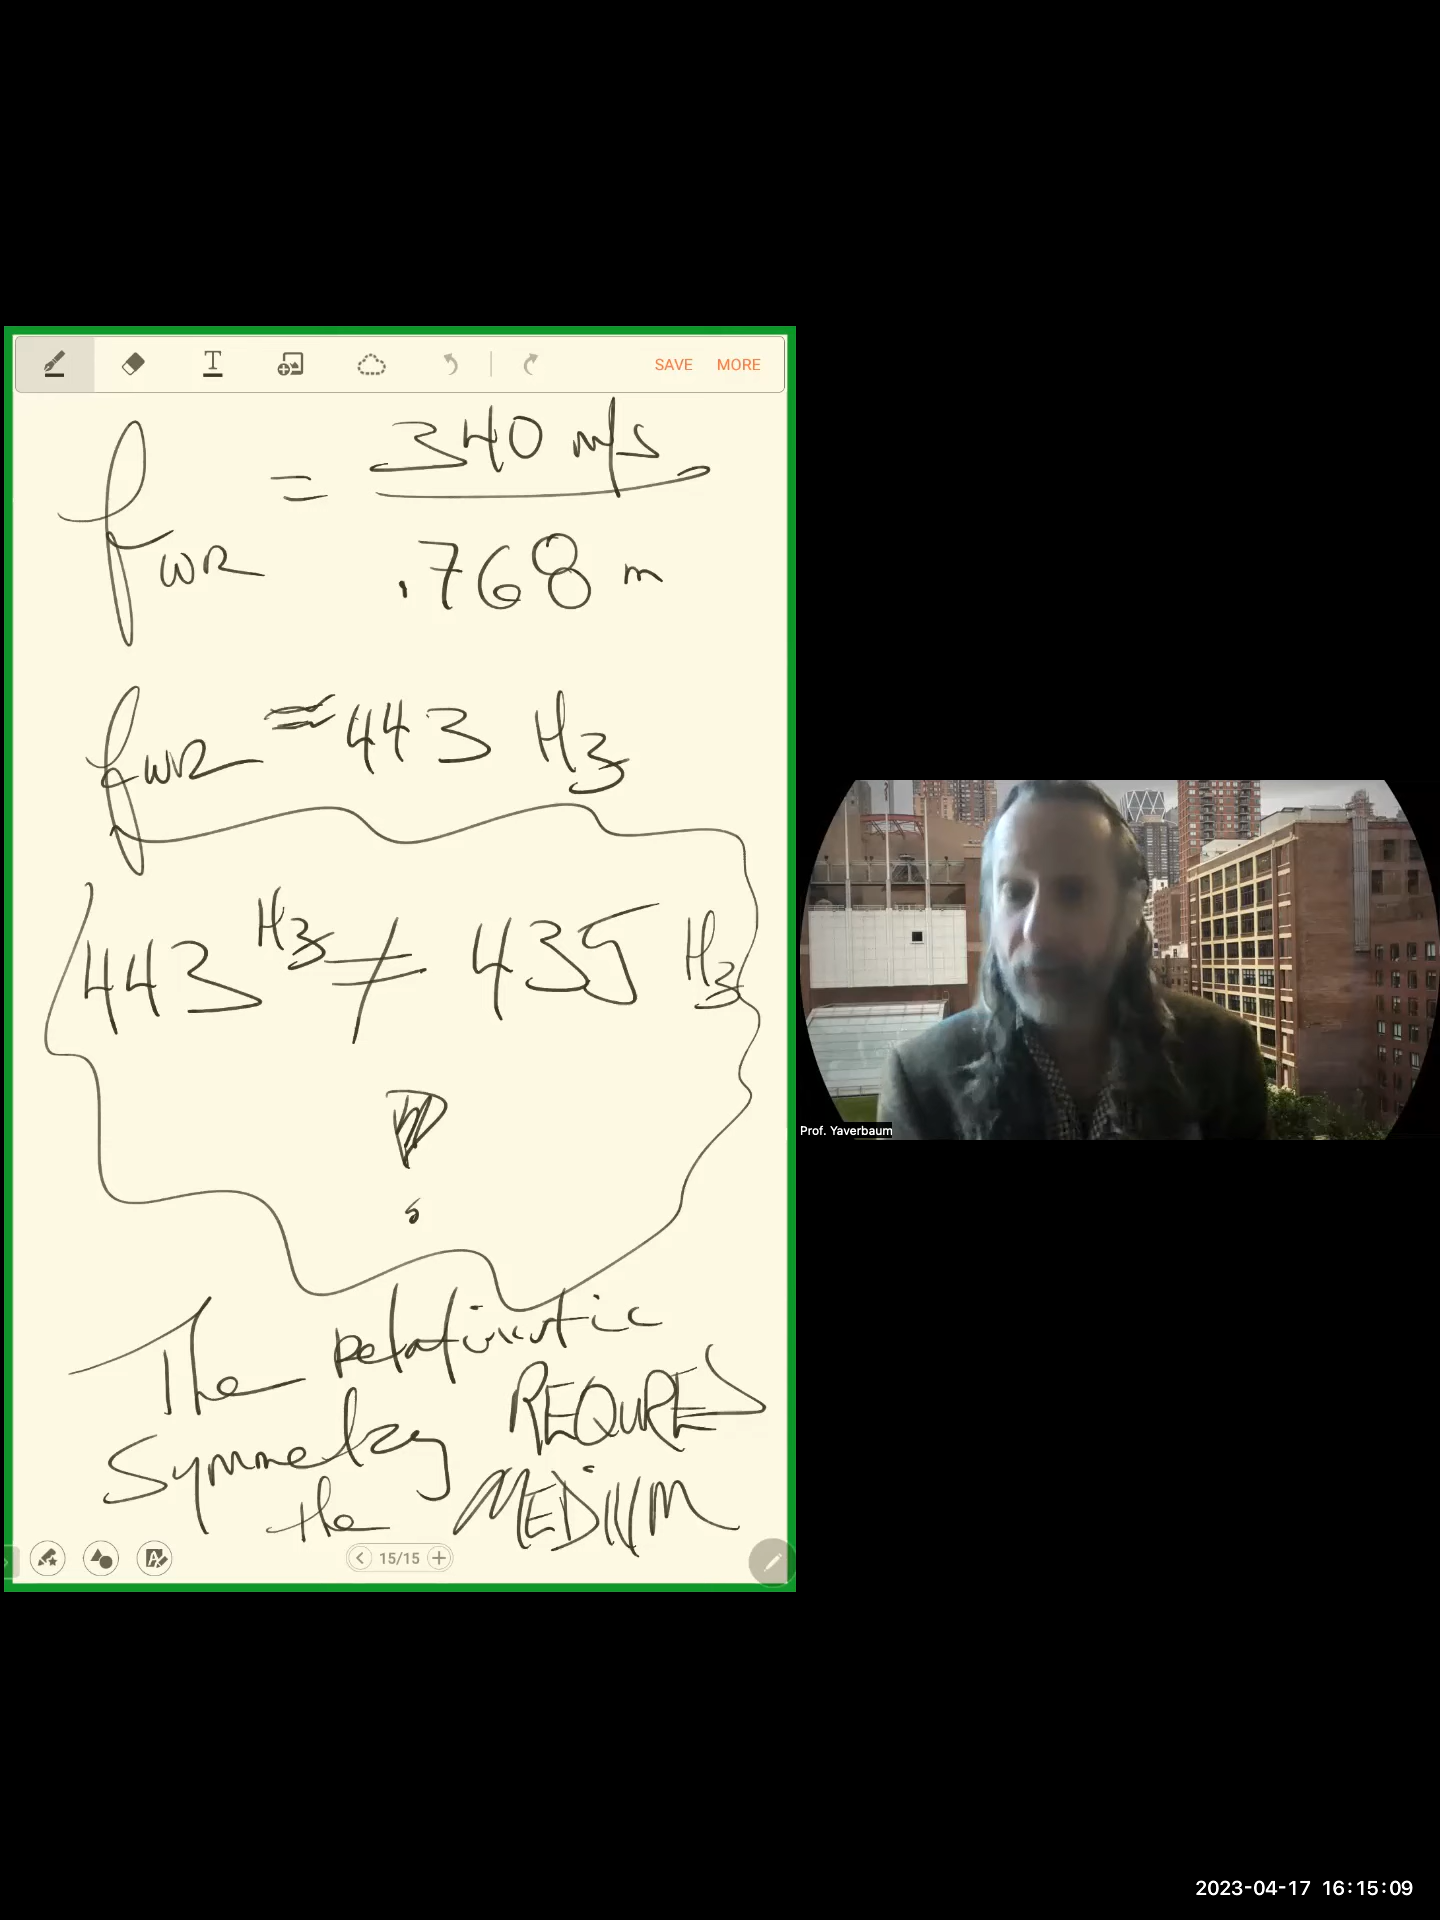 T
SAVE
MORE
f_WR = 340 m/s
.768 m
f_WR ≈ 443 Hz
443 Hz ≠ 435 Hz
The relativistic
symmetry REQURES
the MEDIUM
15/15
Prof. Yaverbaum
2023-04-17 16:15:09